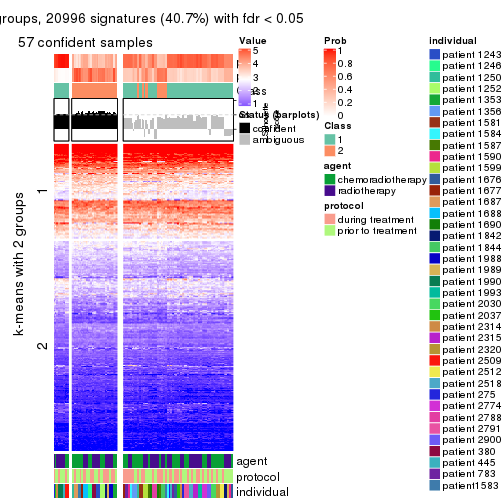 groups, 20996 signatures (40.7%) with fdr < 0.05
57 confident samples
1
2
k-means with 2 groups
agent
protocol
individual
Value
5
4
3
2
1
Status (barplots)
confident
ambiguous
Prob
1
0.8
0.6
0.4
0.2
0
Class
1
2
agent
chemoradiotherapy
radiotherapy
protocol
during treatment
prior to treatment
individual
patient 1243
patient 1246
patient 1250
patient 1252
patient 1353
patient 1356
patient 1581
patient 1584
patient 1587
patient 1590
patient 1599
patient 1676
patient 1677
patient 1687
patient 1688
patient 1690
patient 1842
patient 1844
patient 1988
patient 1989
patient 1990
patient 1993
patient 2030
patient 2037
patient 2314
patient 2315
patient 2320
patient 2509
patient 2512
patient 2518
patient 275
patient 2774
patient 2788
patient 2791
patient 2900
patient 380
patient 445
patient 783
patient1583